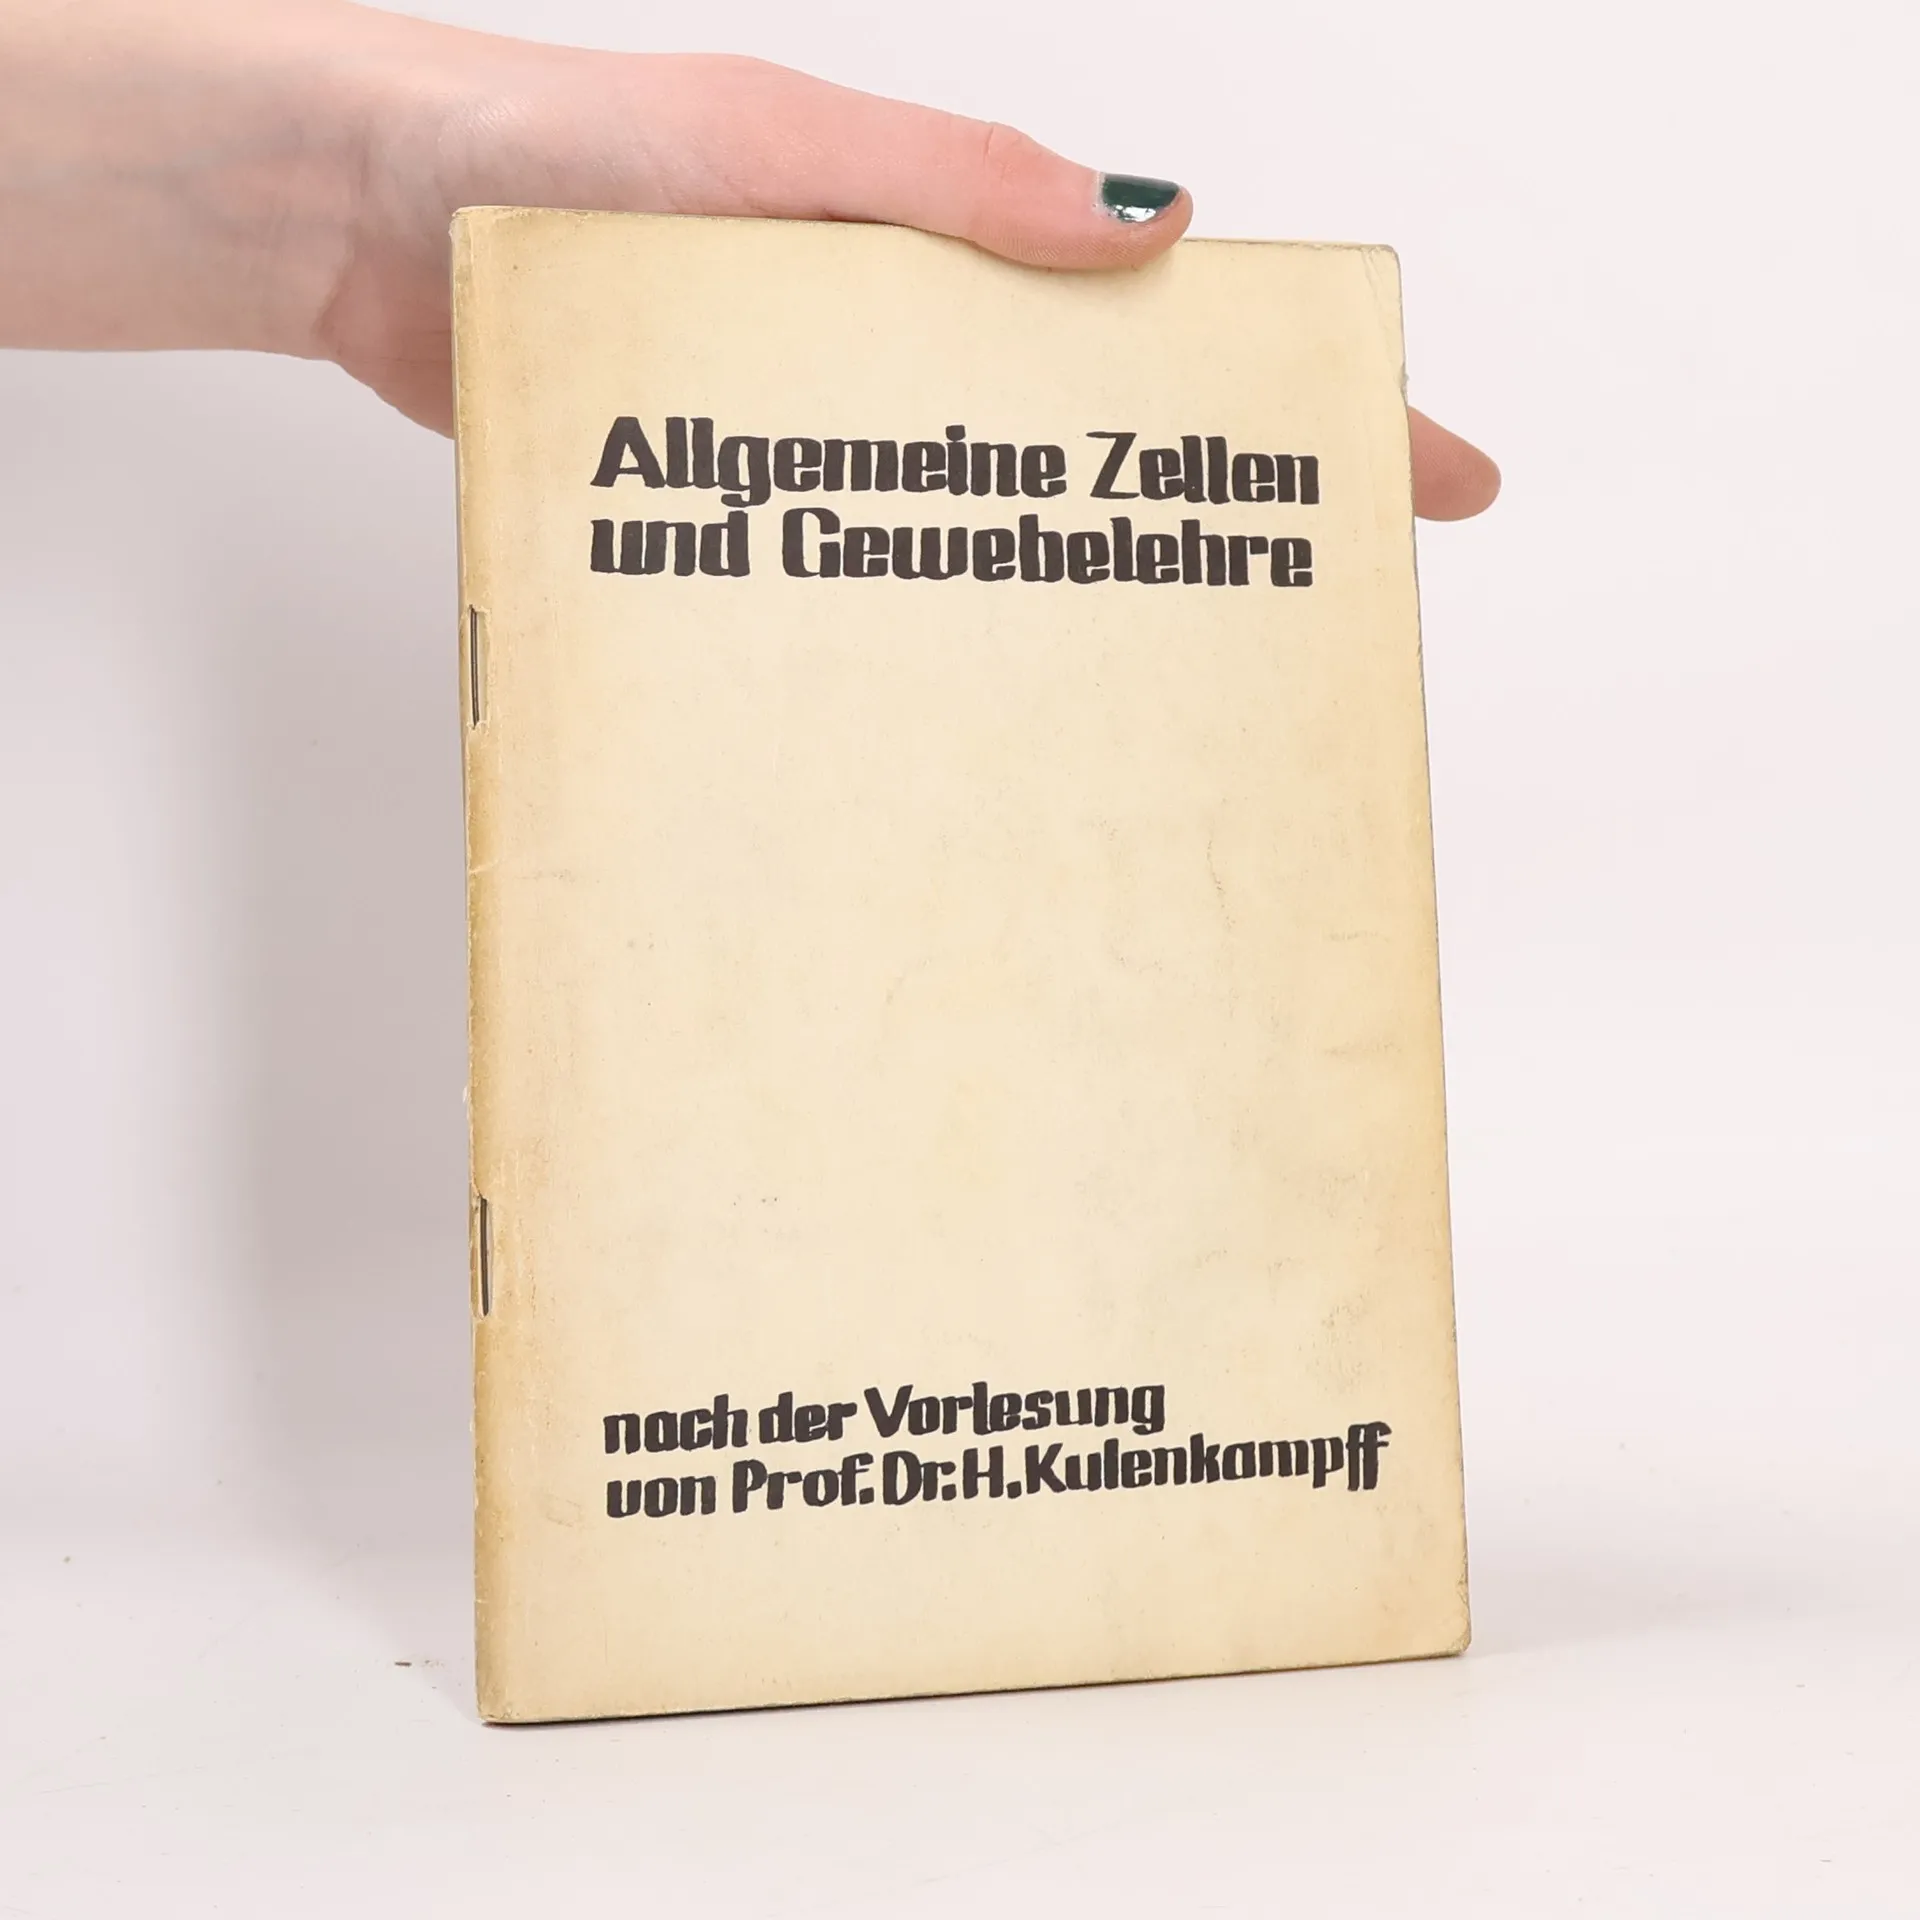 Allgemeine Zellen
und Gewebelehre
nach der Vorlesung
von Prof. Dr. H. Kulenkampff